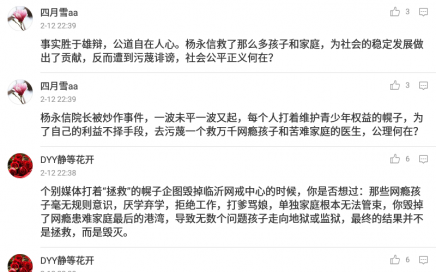 四月雪aa
3
2-12 22:39
事实胜于雄辩，公道自在人心。杨永信救了那么多孩子和家庭，为社会的稳定发展做
出了贡献，反而遭到污蔑诽谤，社会公平正义何在？
四月雪aa
3
2-12 22:39
杨永信院长被炒作事件，一波未平一波又起，每个人打着维护青少年权益的幌子，为
了自己的利益不择手段，去污蔑一个救万千网瘾孩子和苦难家庭的医生，公理何在？
DYY静等花开
6
2-12 22:38
个别媒体打着“拯救”的幌子企图毁掉临沂网戒中心的时候，你是否想过：那些网瘾孩
子毫无规则意识，厌学弃学，拒绝工作，打爹骂娘，单独家庭根本无法管束，你毁掉
了网瘾患难家庭最后的港湾，导致无数个问题孩子走向地狱或监狱，最终的结果并不
是拯救，而是毁灭。
DYY静等花开
6